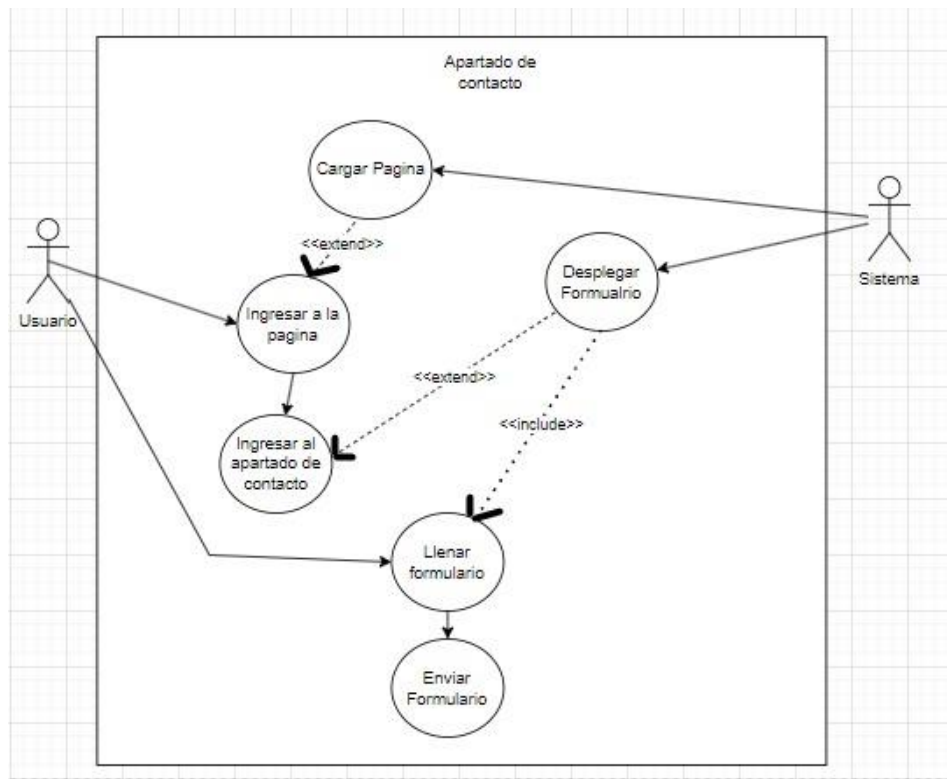 Apartado de
contacto
Cargar Pagina
<<extend>>
Desplegar
Formualrio
Sistema
Usuario
Ingresar a la
pagina
<<extend>>
<<include>>
Ingresar al
apartado de
contacto
Llenar
formulario
Enviar
Formulario